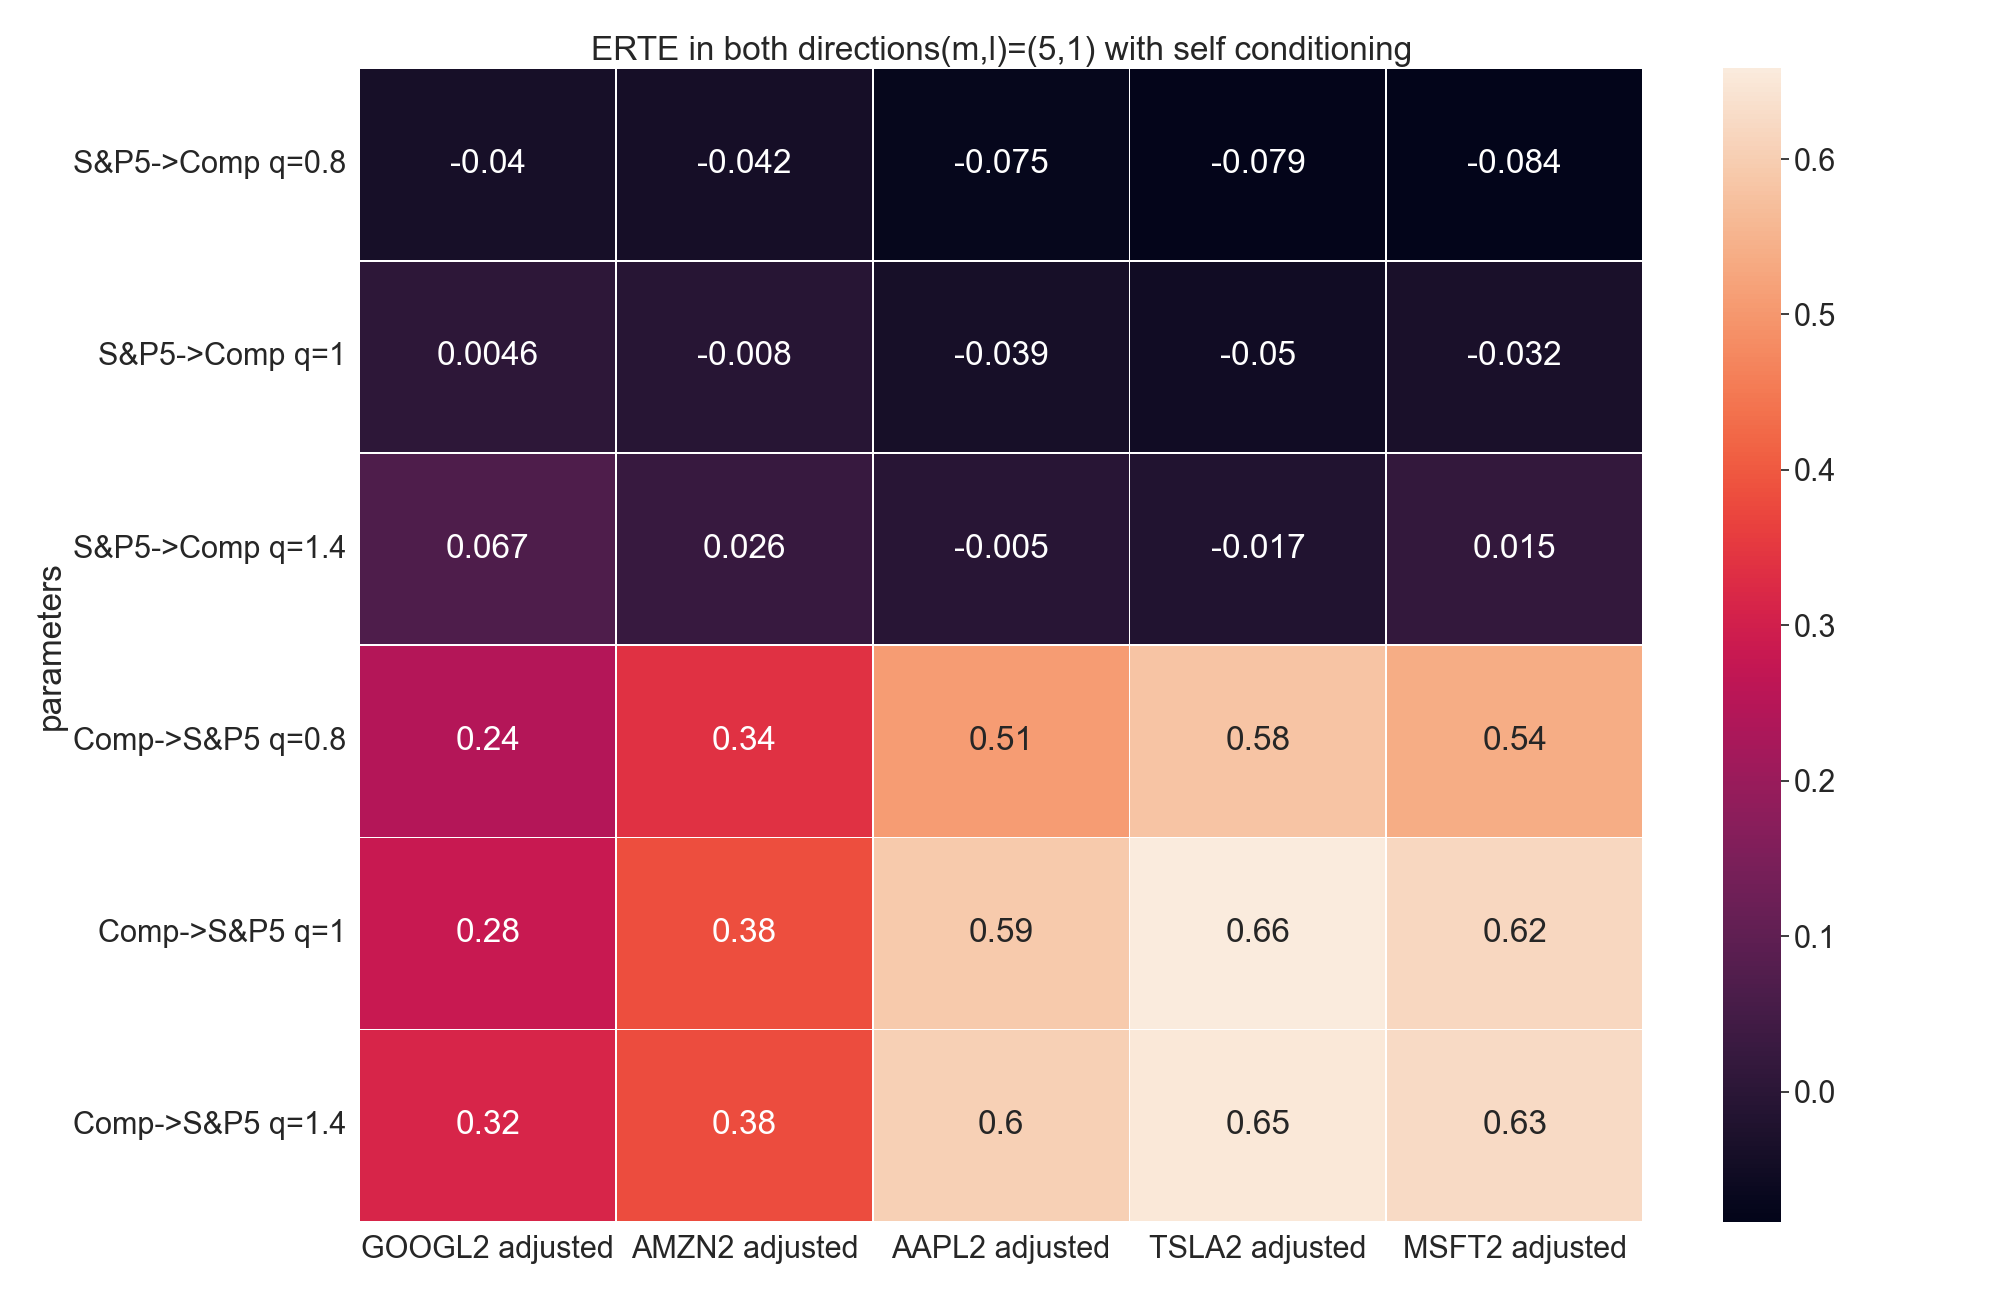 ERTE in both directions(m,l)=(5,1) with self conditioning
parameters
S&P5->Comp q=0.8 -0.04 -0.042 -0.075 -0.079 -0.084
S&P5->Comp q=1 0.0046 -0.008 -0.039 -0.05 -0.032
S&P5->Comp q=1.4 0.067 0.026 -0.005 -0.017 0.015
Comp->S&P5 q=0.8 0.24 0.34 0.51 0.58 0.54
Comp->S&P5 q=1 0.28 0.38 0.59 0.66 0.62
Comp->S&P5 q=1.4 0.32 0.38 0.6 0.65 0.63
GOOGL2 adjusted AMZN2 adjusted AAPL2 adjusted TSLA2 adjusted MSFT2 adjusted
0.6
0.5
0.4
0.3
0.2
0.1
0.0